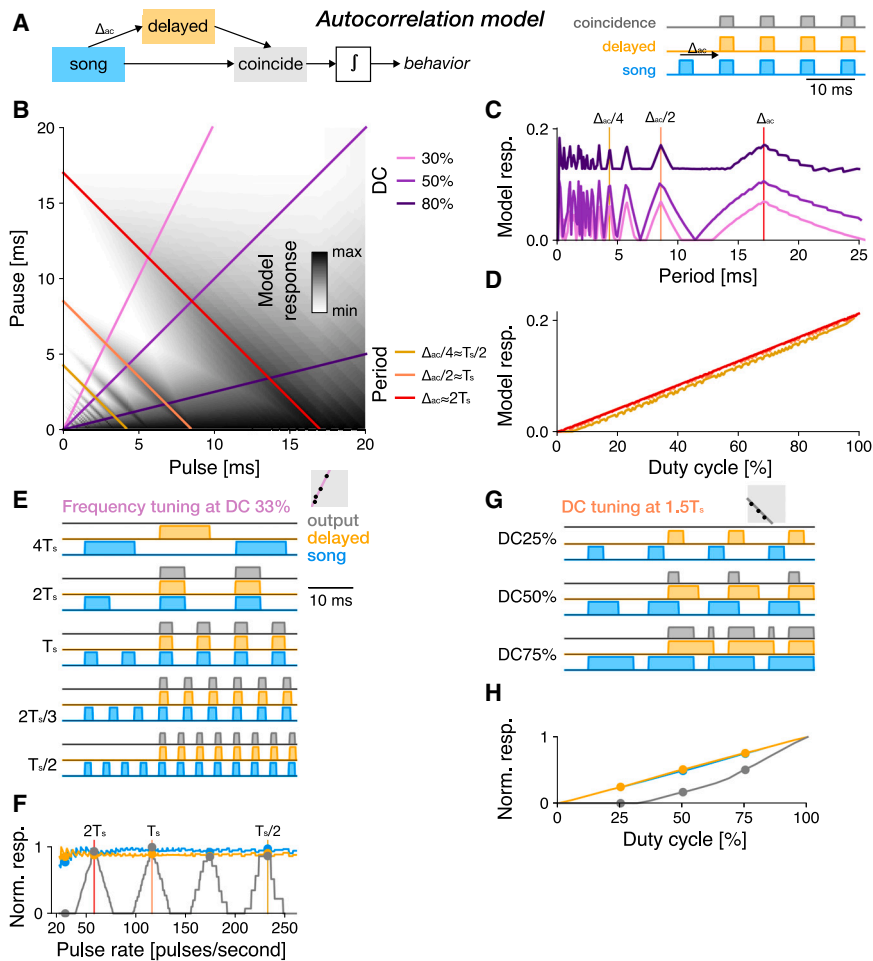 A
Autocorrelation model
Δac
delayed
song
coincide
∫
behavior
coincidence
delayed
song
Δac
10 ms
B
20
15
10
5
0
Pause [ms]
0
5
10
15
20
Pulse [ms]
DC
30%
50%
80%
Model
response
max
min
Period
Δac/4≈Ts/2
Δac/2≈Ts
Δac≈2Ts
C
Δac/4
Δac/2
Δac
0.2
0.0
Model resp.
0
5
10
15
20
25
Period [ms]
D
0.2
0.0
Model resp.
0
20
40
60
80
100
Duty cycle [%]
E
Frequency tuning at DC 33%
output
delayed
song
10 ms
4Ts
2Ts
Ts
2Ts/3
Ts/2
F
2Ts
Ts
Ts/2
1
0
Norm. resp.
20
50
100
150
200
250
Pulse rate [pulses/second]
G
DC tuning at 1.5Ts
DC25%
DC50%
DC75%
H
1
0
Norm. resp.
0
25
50
75
100
Duty cycle [%]